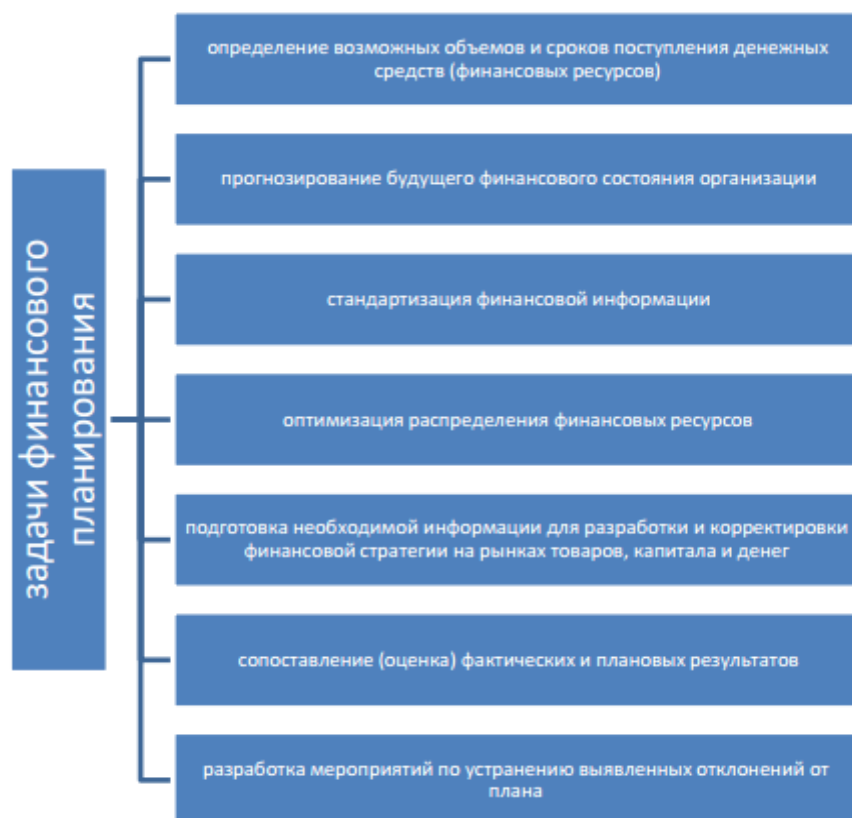 задачи финансового
планирования
определение возможных объемов и сроков поступления денежных
средств (финансовых ресурсов)
прогнозирование будущего финансового состояния организации
стандартизация финансовой информации
оптимизация распределения финансовых ресурсов
подготовка необходимой информации для разработки и корректировки
финансовой стратегии на рынках товаров, капитала и денег
сопоставление (оценка) фактических и плановых результатов
разработка мероприятий по устранению выявленных отклонений от
плана